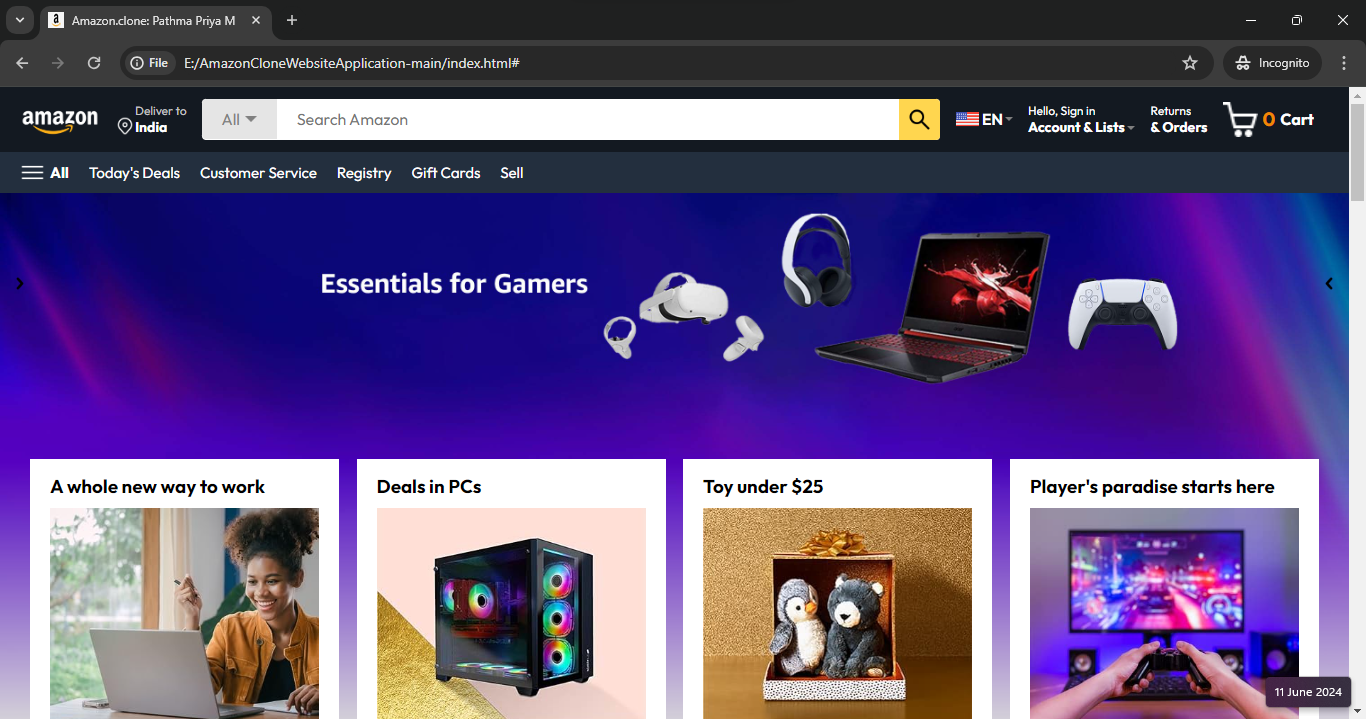 Amazon.clone: Pathma Priya M
File
E:/AmazonCloneWebsiteApplication-main/index.html#
Incognito
amazon
Deliver to
India
All
Search Amazon
EN
Hello, Sign in
Account & Lists
Returns
& Orders
0 Cart
All
Today's Deals
Customer Service
Registry
Gift Cards
Sell
Essentials for Gamers
A whole new way to work
Deals in PCs
Toy under $25
Player's paradise starts here
11 June 2024